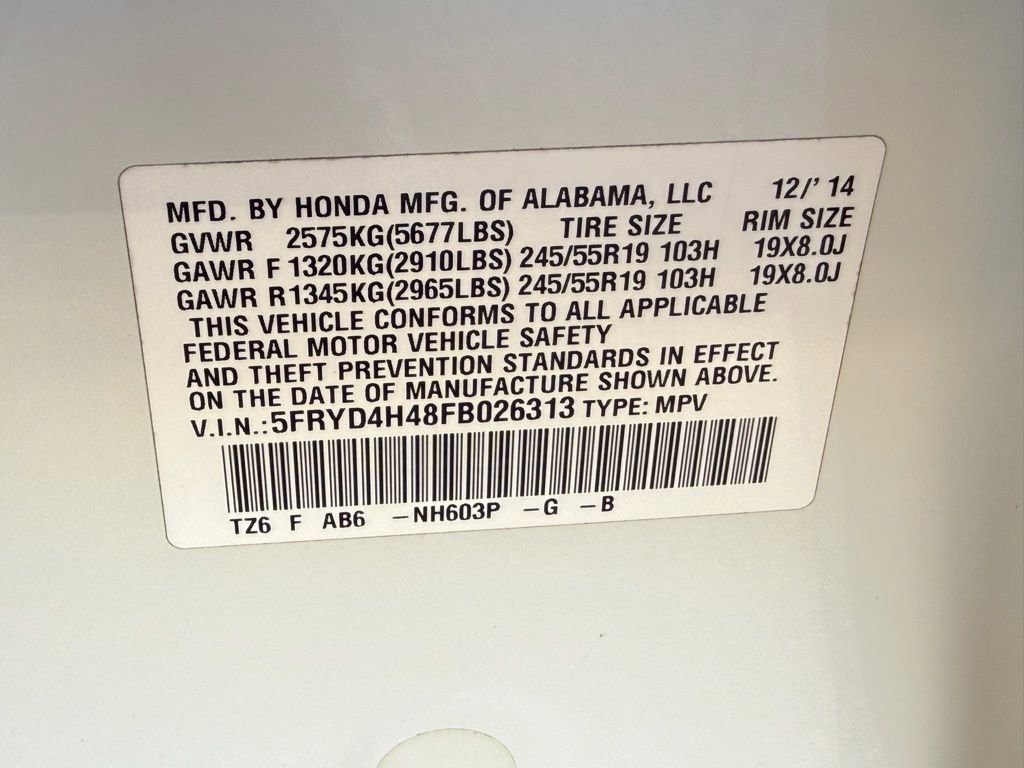 MFD. BY HONDA MFG. OF ALABAMA, LLC 12/' 14
GVWR 2575KG(5677LBS) TIRE SIZE RIM SIZE
GAWR F 1320KG(2910LBS) 245/55R19 103H 19X8.0J
GAWR R1345KG(2965LBS) 245/55R19 103H 19X8.0J
THIS VEHICLE CONFORMS TO ALL APPLICABLE
FEDERAL MOTOR VEHICLE SAFETY
AND THEFT PREVENTION STANDARDS IN EFFECT
ON THE DATE OF MANUFACTURE SHOWN ABOVE.
V.I.N.:5FRYD4H48FB026313 TYPE: MPV
TZ6 F AB6 -NH603P -G -B